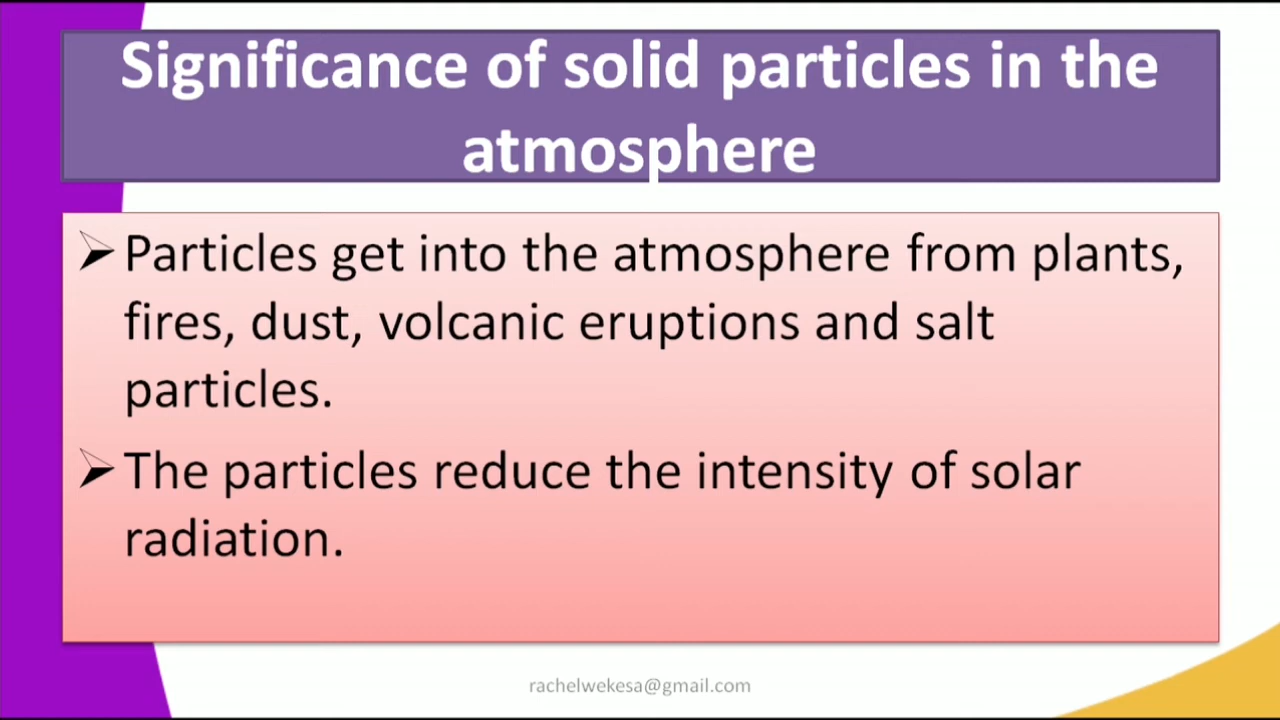 Significance of solid particles in the
atmosphere
➢Particles get into the atmosphere from plants,
fires, dust, volcanic eruptions and salt
particles.
➢The particles reduce the intensity of solar
radiation.
rachelwekesa@gmail.com